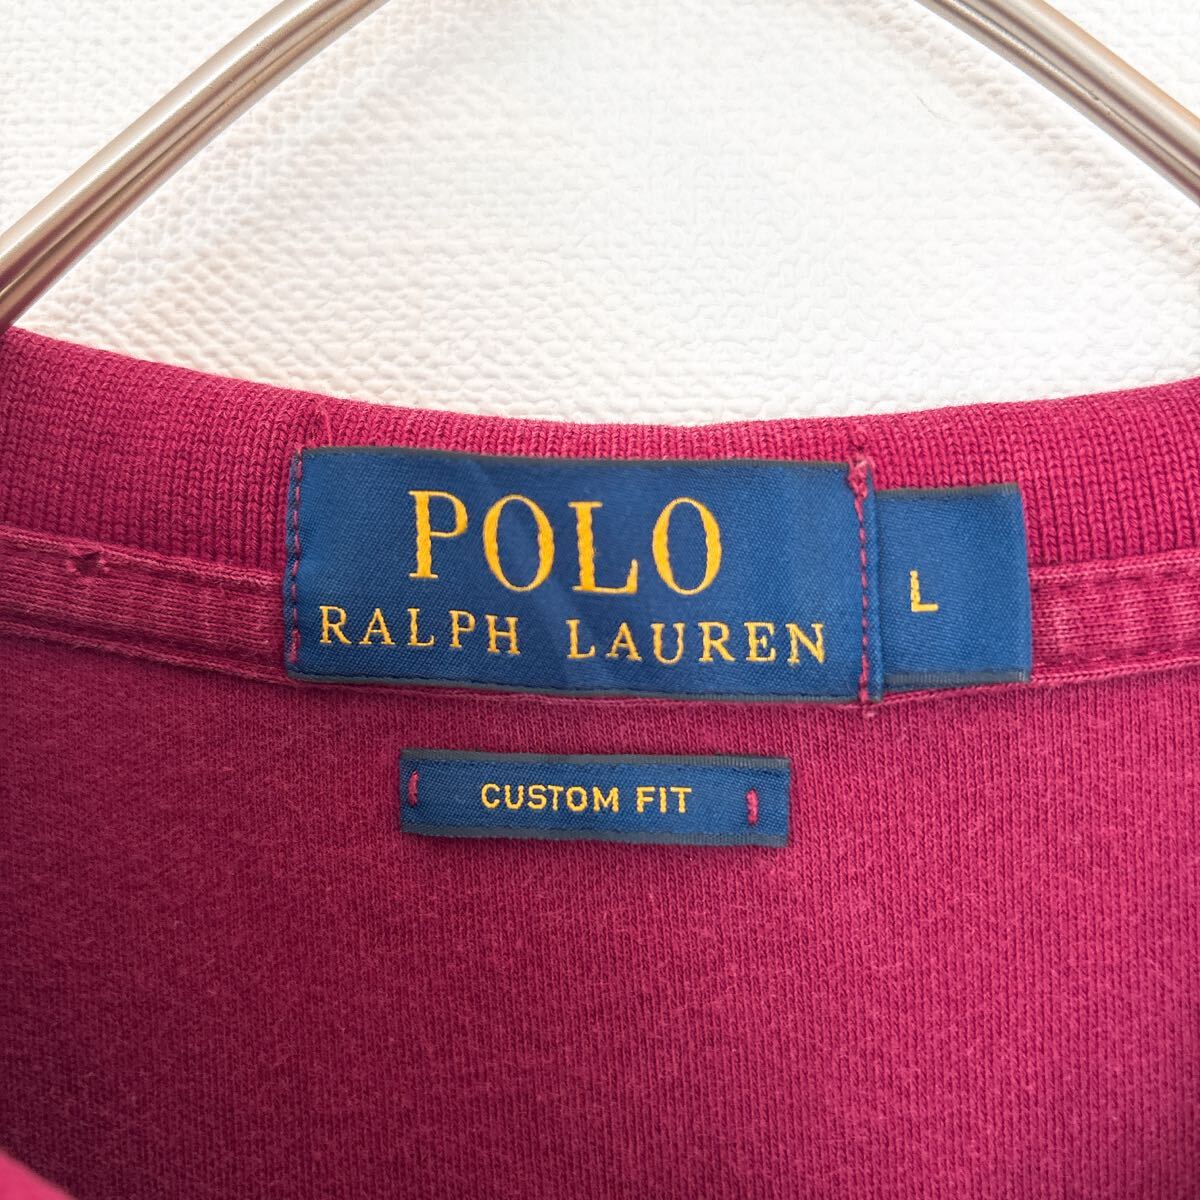 POLO
RALPH LAUREN
L
CUSTOM FIT